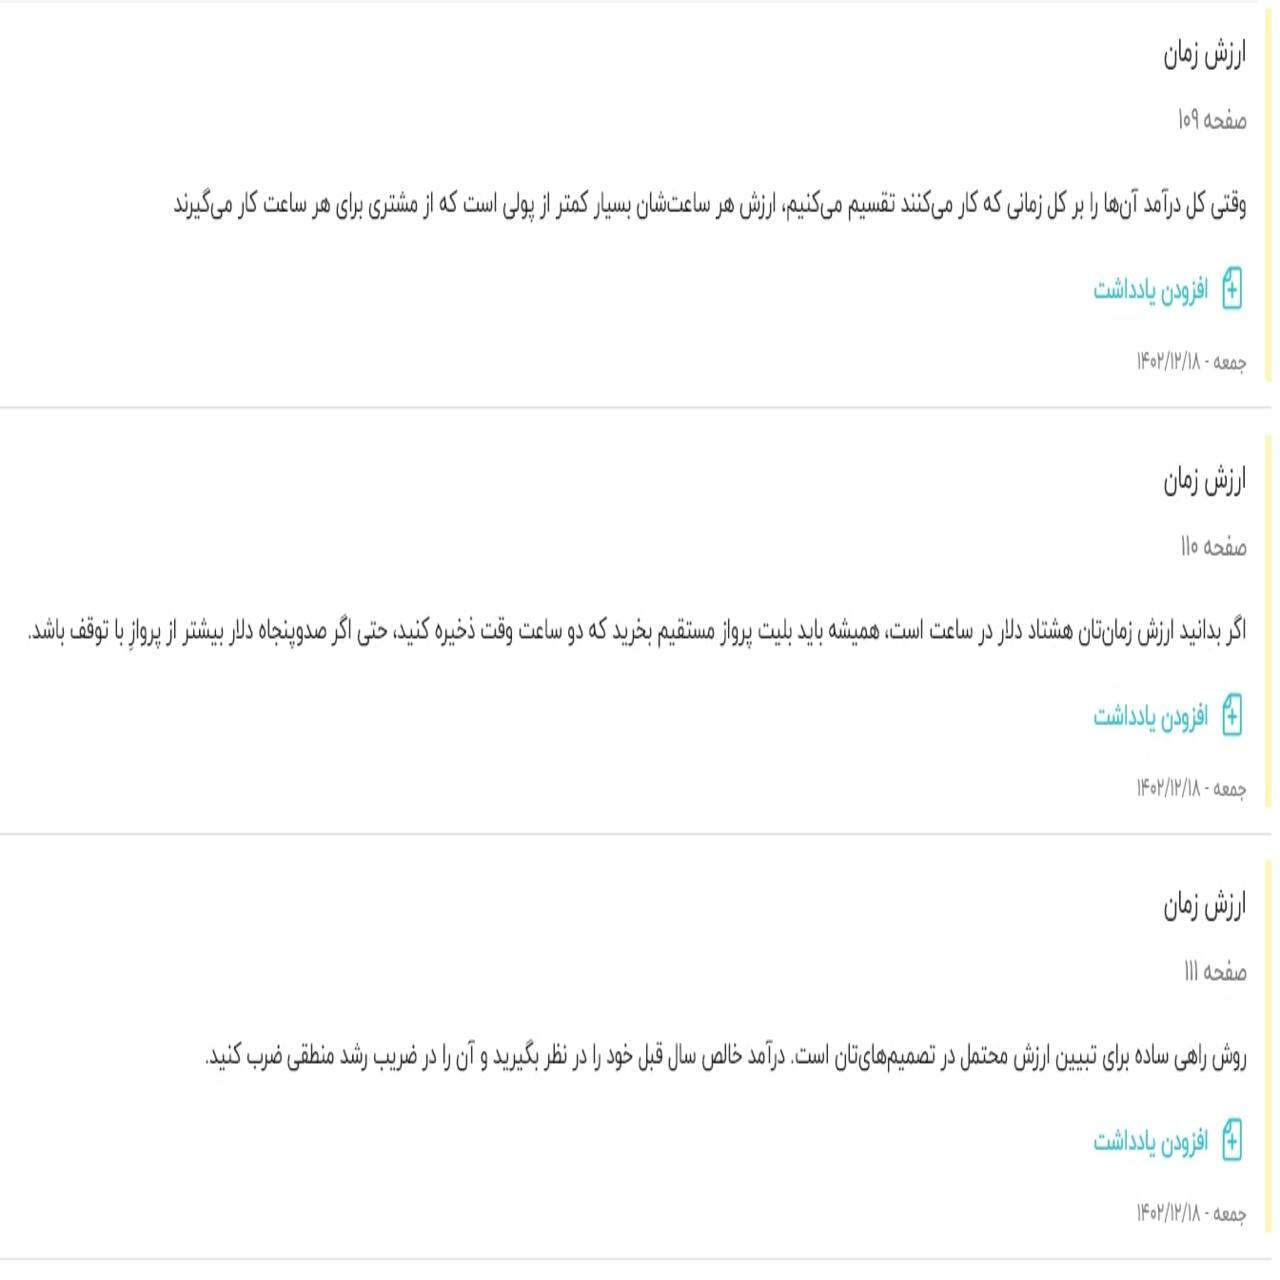 ارزش زمان
صفحه ۱۰۹
وقتی کل درآمد آن‌ها را بر کل زمانی که کار می‌کنند تقسیم می‌کنیم، ارزش هر ساعت‌شان بسیار کمتر از پولی است که از مشتری برای هر ساعت کار می‌گیرند
افزودن یادداشت
جمعه - ۱۴۰۲/۱۲/۱۸
ارزش زمان
صفحه ۱۱۰
اگر بدانید ارزش زمان‌تان هشتاد دلار در ساعت است، همیشه باید بلیت پرواز مستقیم بخرید که دو ساعت وقت ذخیره کنید، حتی اگر صدوپنجاه دلار بیشتر از پروازِ با توقف باشد.
افزودن یادداشت
جمعه - ۱۴۰۲/۱۲/۱۸
ارزش زمان
صفحه ۱۱۱
روش راهی ساده برای تبیین ارزش محتمل در تصمیم‌های‌تان است. درآمد خالص سال قبل خود را در نظر بگیرید و آن را در ضریب رشد منطقی ضرب کنید.
افزودن یادداشت
جمعه - ۱۴۰۲/۱۲/۱۸